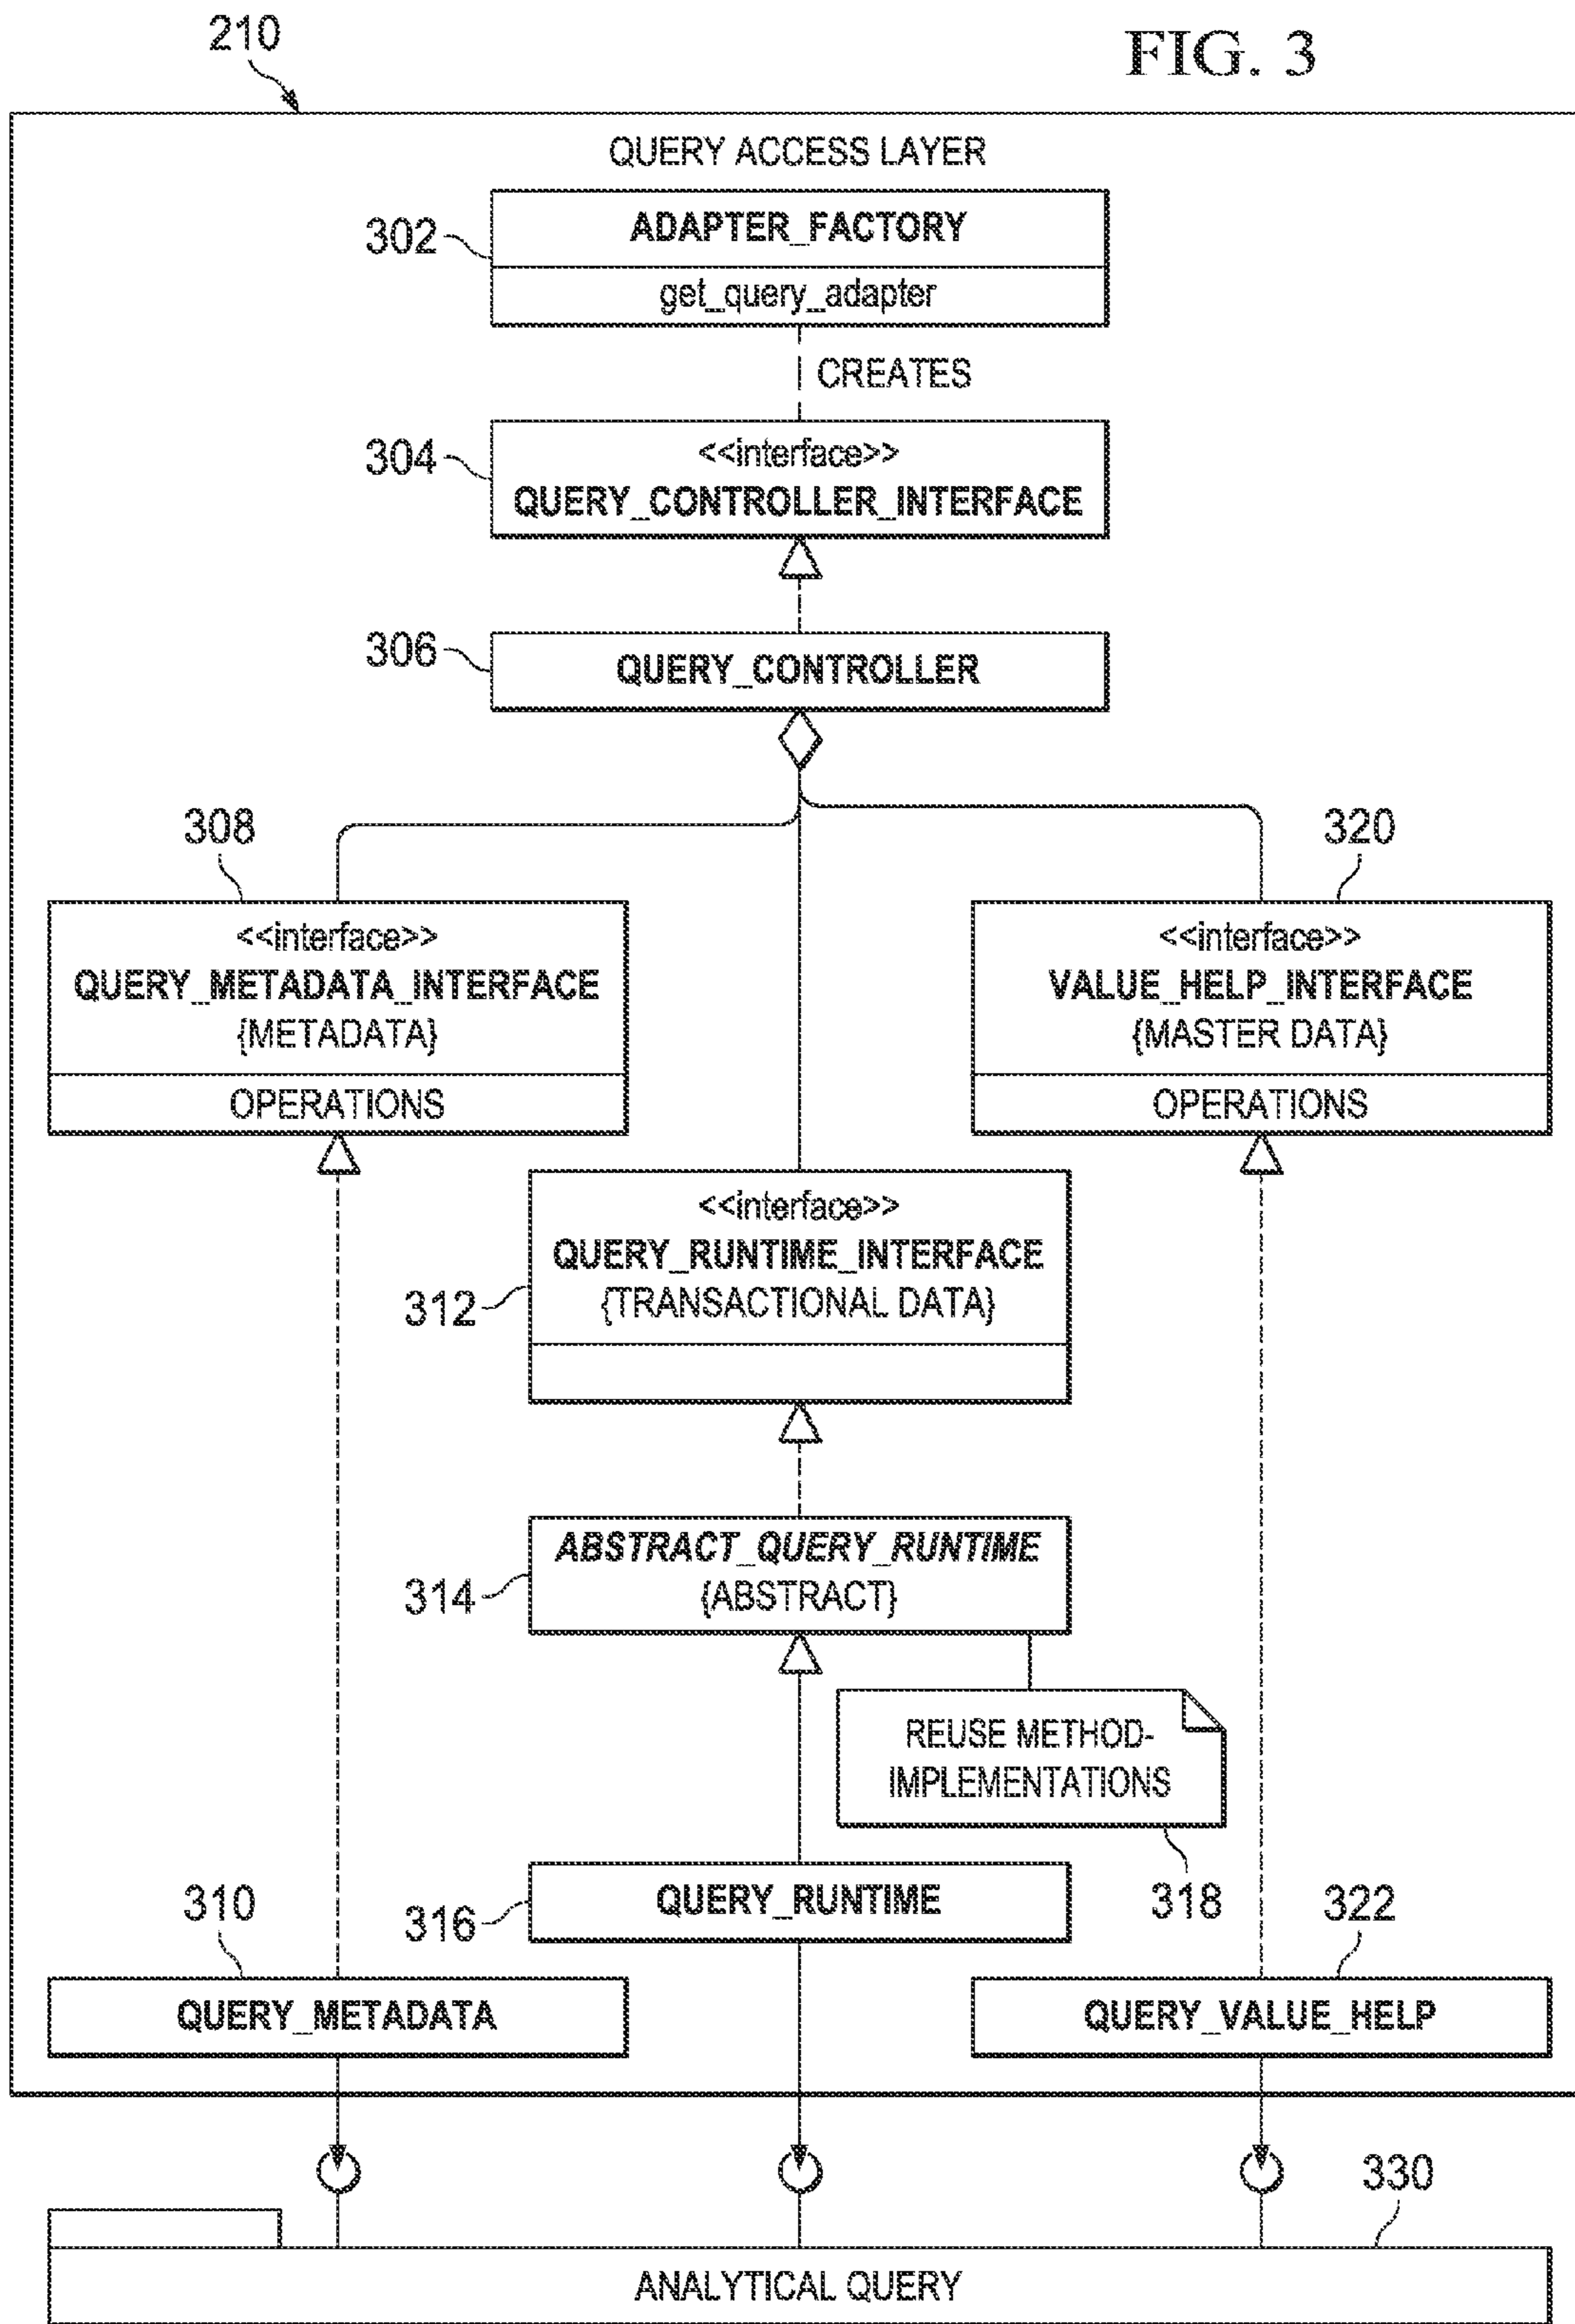 210
FIG. 3
QUERY ACCESS LAYER
302
ADAPTER_FACTORY
get_query_adapter
CREATES
304
<<interface>>
QUERY_CONTROLLER_INTERFACE
306
QUERY_CONTROLLER
308
320
<<interface>>
QUERY_METADATA_INTERFACE
{METADATA}
OPERATIONS
<<interface>>
VALUE_HELP_INTERFACE
{MASTER DATA}
OPERATIONS
312
<<interface>>
QUERY_RUNTIME_INTERFACE
{TRANSACTIONAL DATA}
314
ABSTRACT_QUERY_RUNTIME
{ABSTRACT}
REUSE METHOD-
IMPLEMENTATIONS
318
310
316
QUERY_RUNTIME
322
QUERY_METADATA
QUERY_VALUE_HELP
330
ANALYTICAL QUERY